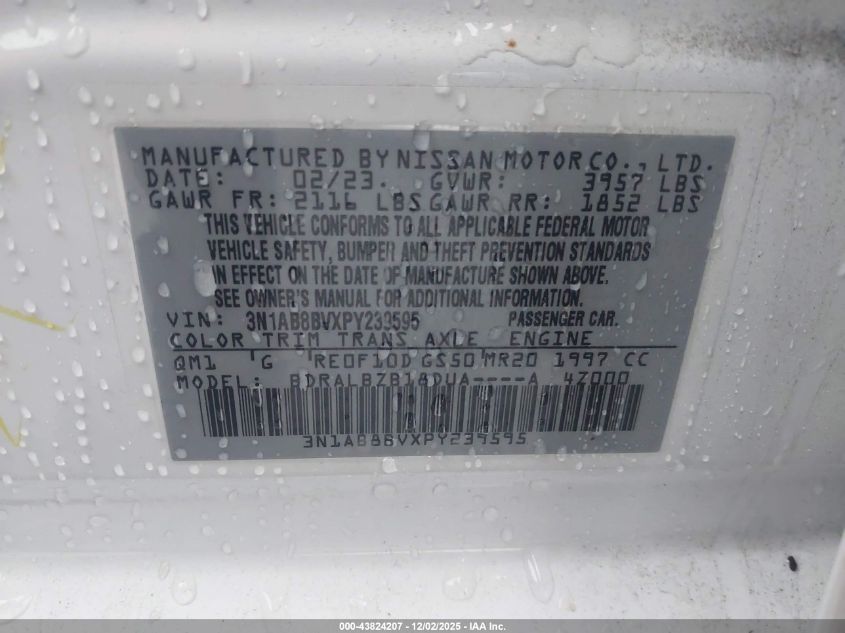 MANUFACTURED BY NISSAN MOTOR CO., LTD.
DATE: 02/23. GVWR: 3957 LBS
GAWR FR: 2116 LBS GAWR RR: 1852 LBS
THIS VEHICLE CONFORMS TO ALL APPLICABLE FEDERAL MOTOR
VEHICLE SAFETY, BUMPER AND THEFT PREVENTION STANDARDS
IN EFFECT ON THE DATE OF MANUFACTURE SHOWN ABOVE.
SEE OWNER'S MANUAL FOR ADDITIONAL INFORMATION.
VIN: 3N1AB8BVXPY239595 PASSENGER CAR.
COLOR TRIM TRANS AXLE ENGINE
QM1 G RE0F10D GS50 MR20 1997 CC
MODEL: BDRALBZB18DUA----A 4Z000
3N1AB8BVXPY239595
000-43824207 - 12/02/2025 - IAA Inc.